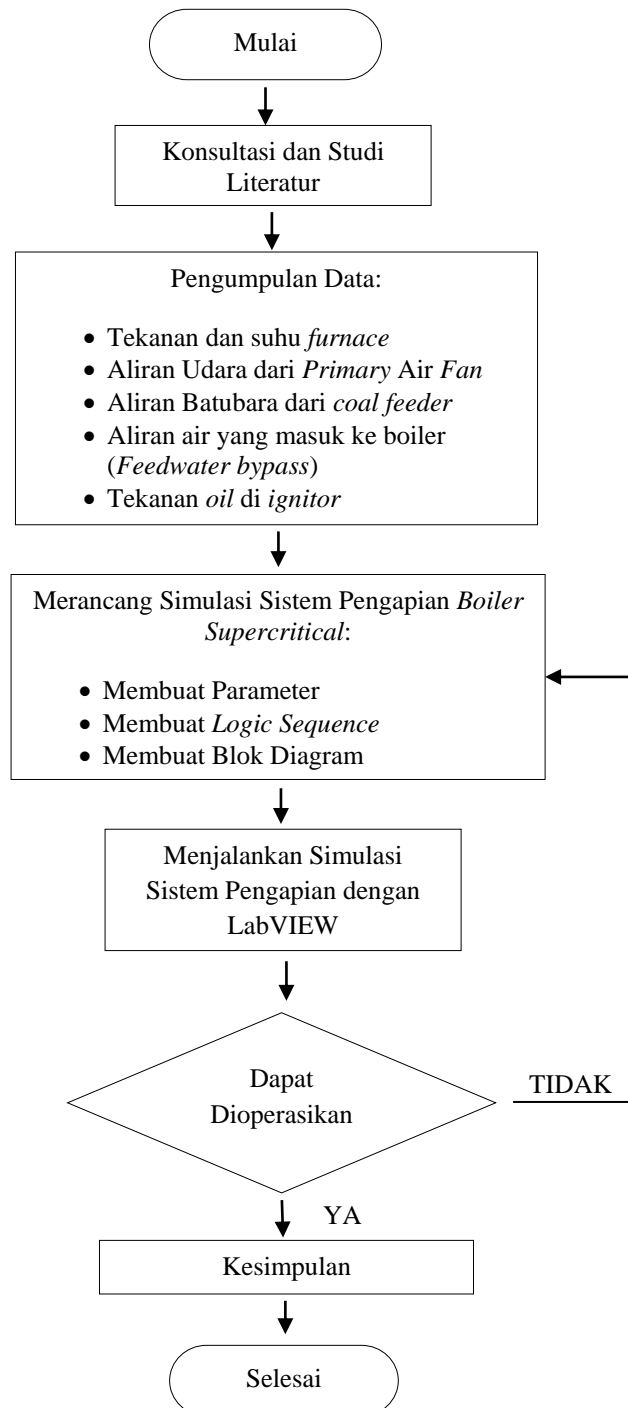 Mulai
Konsultasi dan Studi
Literatur
Pengumpulan Data:
• Tekanan dan suhu furnace
• Aliran Udara dari Primary Air Fan
• Aliran Batubara dari coal feeder
• Aliran air yang masuk ke boiler
(Feedwater bypass)
• Tekanan oil di ignitor
Merancang Simulasi Sistem Pengapian Boiler
Supercritical:
• Membuat Parameter
• Membuat Logic Sequence
• Membuat Blok Diagram
Menjalankan Simulasi
Sistem Pengapian dengan
LabVIEW
Dapat
Dioperasikan
TIDAK
YA
Kesimpulan
Selesai